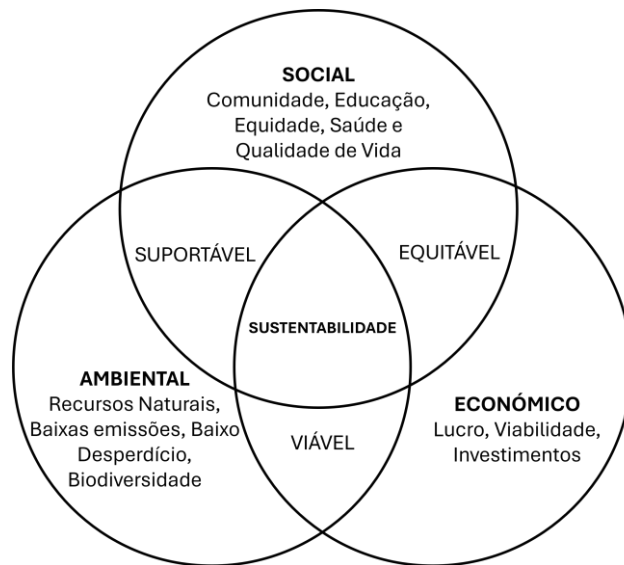 SOCIAL
Comunidade, Educação,
Equidade, Saúde e
Qualidade de Vida
SUPORTÁVEL
EQUITÁVEL
SUSTENTABILIDADE
AMBIENTAL
Recursos Naturais,
Baixas emissões, Baixo
Desperdício,
Biodiversidade
VIÁVEL
ECONÓMICO
Lucro, Viabilidade,
Investimentos